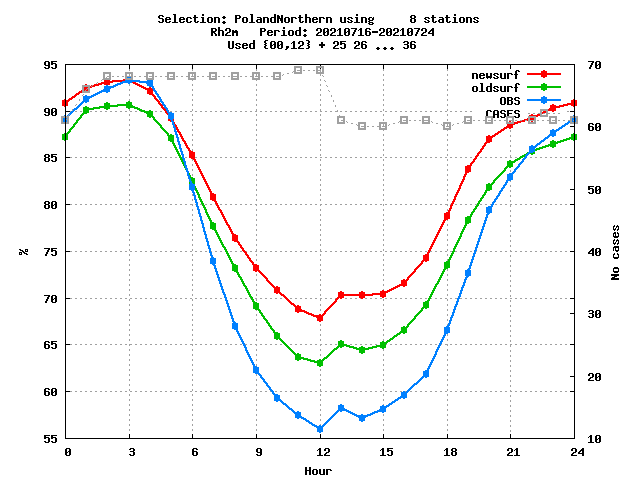 Selection: PolandNorthern using     8 stations
Rh2m   Period: 20210716-20210724
Used {00,12} + 25 26 ... 36
newsurf
oldsurf
OBS
CASES
95
90
85
80
75
70
65
60
55
70
60
50
40
30
20
10
%
No cases
0 3 6 9 12 15 18 21 24
Hour